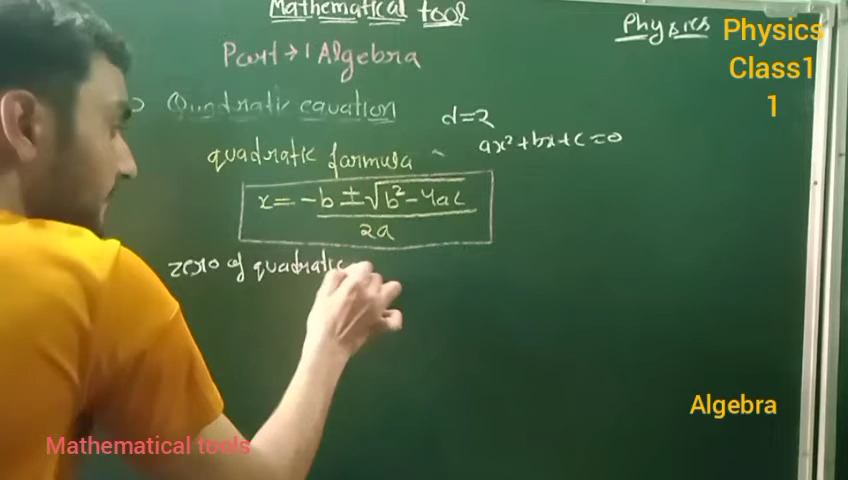 Mathematical tool
Physics
Physics
Class1
1
Part → 1 Algebra
Quadratic equation
d=2
quadratic formula
ax²+bx+c=0
x = -b ± √b²-4ac
2a
zero of quadratic
Algebra
Mathematical tools